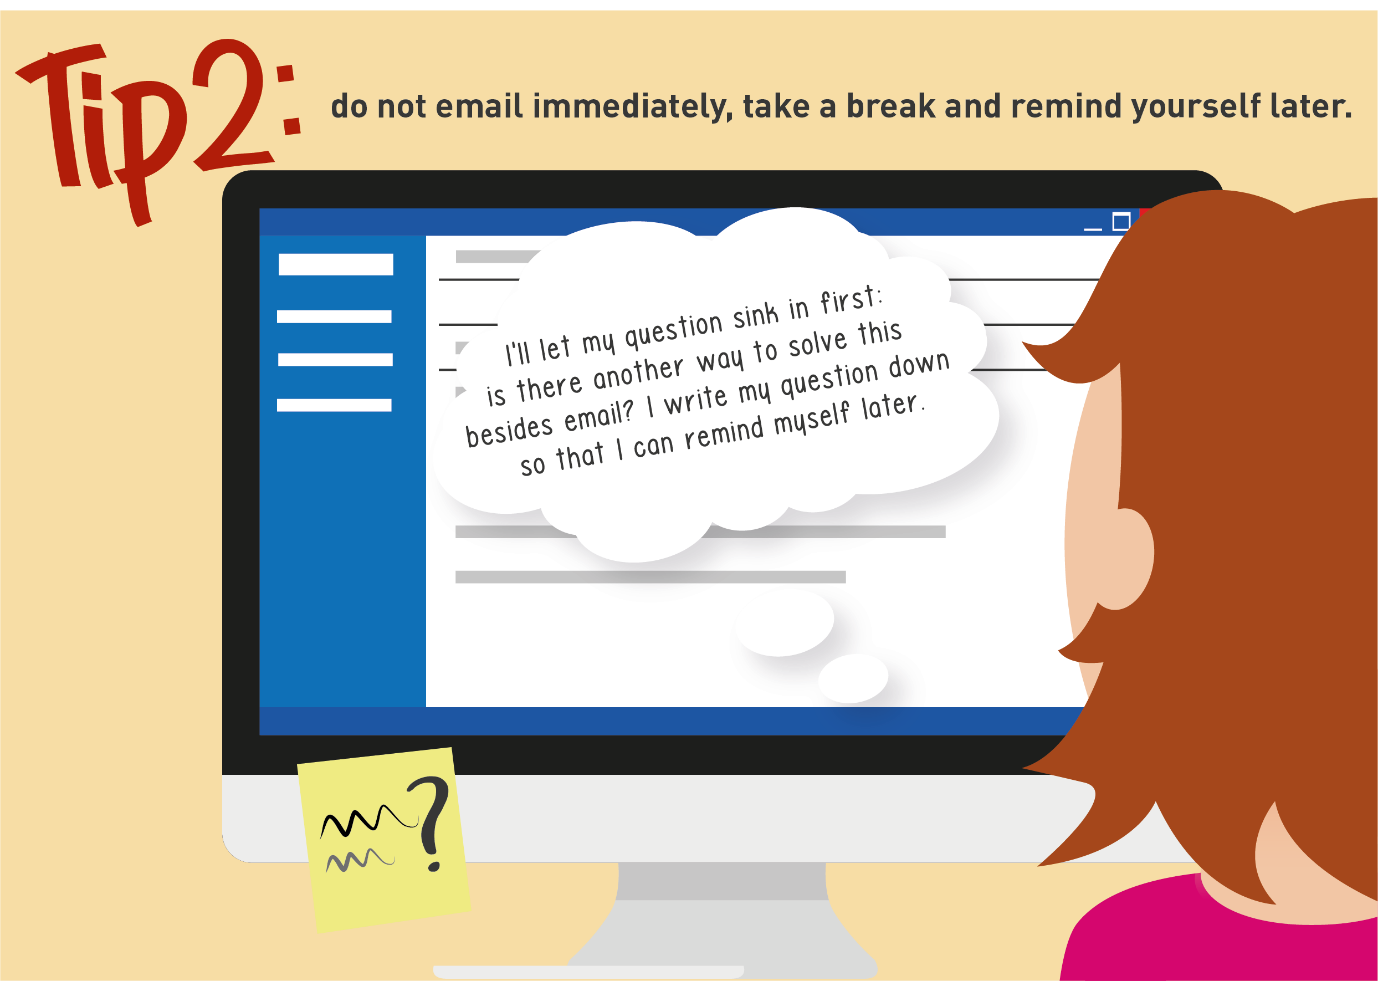 Tip2: do not email immediately, take a break and remind yourself later.
I'll let my question sink in first:
is there another way to solve this
besides email? I write my question down
so that I can remind myself later.
?